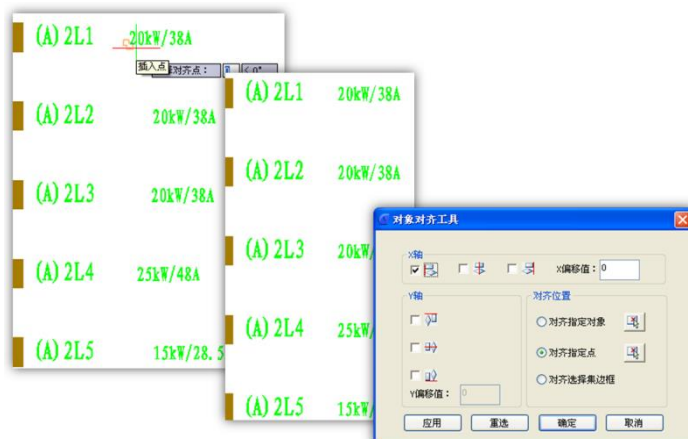 (A) 2L1 20kW/38A
插入点
对齐点：
< 0°
(A) 2L2 20kW/38A
(A) 2L3 20kW/38A
(A) 2L4 25kW/48A
(A) 2L5 15kW/28.5
(A) 2L1 20kW/38A
(A) 2L2 20kW/38A
(A) 2L3 20kW/
(A) 2L4 25kW/
(A) 2L5 15kW/
对象对齐工具
X轴
X偏移值： 0
Y轴
Y偏移值： 0
对齐位置
对齐指定对象
对齐指定点
对齐选择集边框
应用 重选 确定 取消